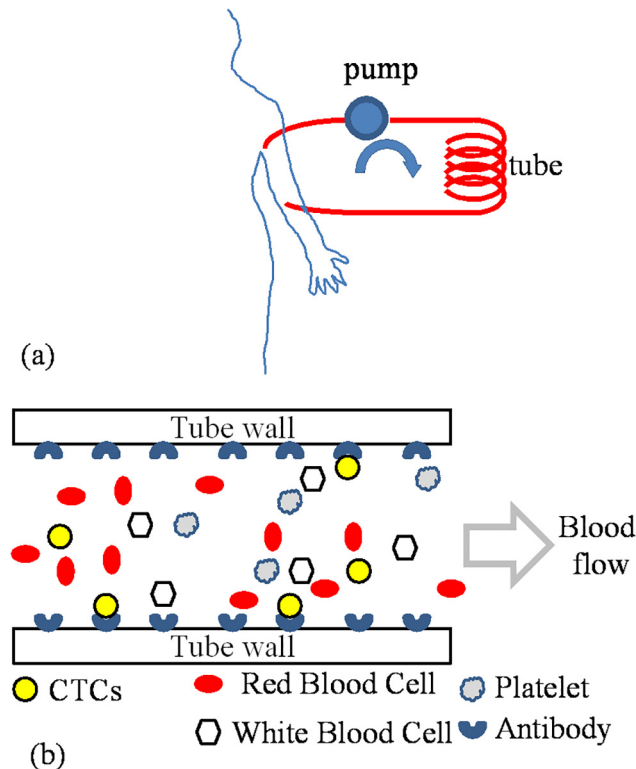 pump
tube
(a)
Tube wall
Blood
flow
Tube wall
CTCs
Red Blood Cell
Platelet
White Blood Cell
Antibody
(b)